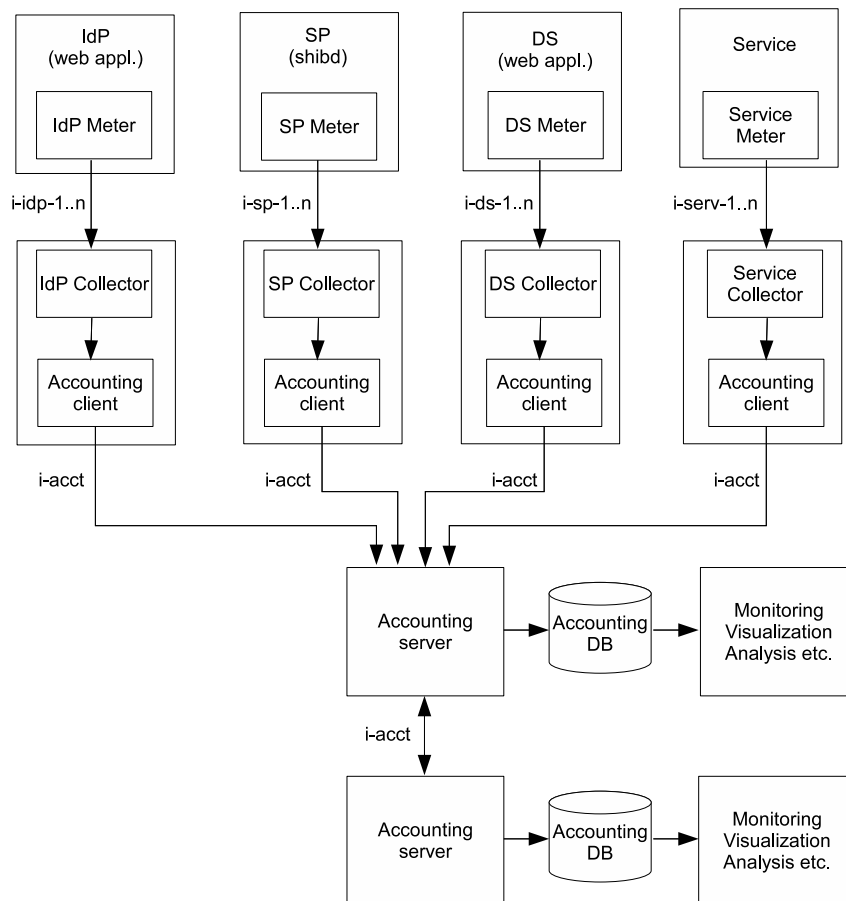 IdP
(web appl.)
SP
(shibd)
DS
(web appl.)
Service
IdP Meter
SP Meter
DS Meter
Service
Meter
i-idp-1..n
i-sp-1..n
i-ds-1..n
i-serv-1..n
IdP Collector
SP Collector
DS Collector
Service
Collector
Accounting
client
Accounting
client
Accounting
client
Accounting
client
i-acct
i-acct
i-acct
i-acct
Accounting
server
Accounting
DB
Monitoring
Visualization
Analysis etc.
i-acct
Accounting
server
Accounting
DB
Monitoring
Visualization
Analysis etc.